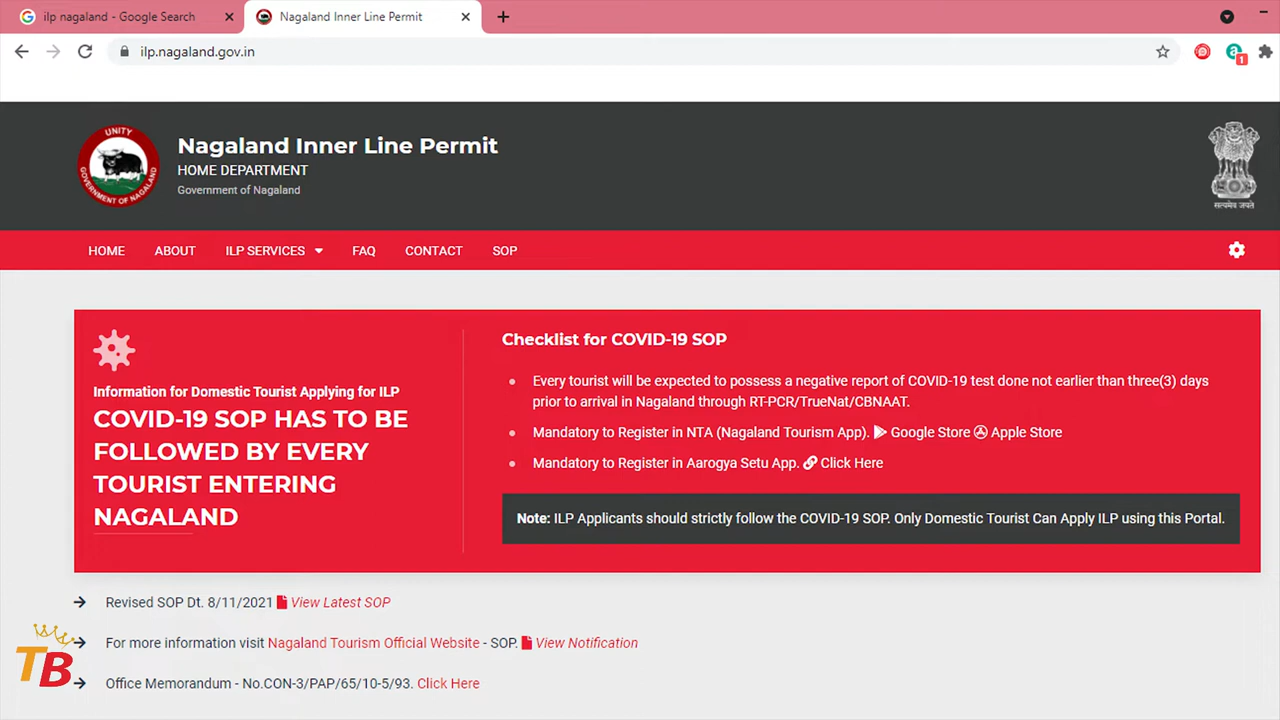 ilp nagaland - Google Search
Nagaland Inner Line Permit
ilp.nagaland.gov.in
1
UNITY
GOVERNMENT OF NAGALAND
Nagaland Inner Line Permit
HOME DEPARTMENT
Government of Nagaland
सत्यमेव जयते
HOME
ABOUT
ILP SERVICES
FAQ
CONTACT
SOP
Information for Domestic Tourist Applying for ILP
COVID-19 SOP HAS TO BE
FOLLOWED BY EVERY
TOURIST ENTERING
NAGALAND
Checklist for COVID-19 SOP
Every tourist will be expected to possess a negative report of COVID-19 test done not earlier than three(3) days
prior to arrival in Nagaland through RT-PCR/TrueNat/CBNAAT.
Mandatory to Register in NTA (Nagaland Tourism App). Google Store Apple Store
Mandatory to Register in Aarogya Setu App. Click Here
Note: ILP Applicants should strictly follow the COVID-19 SOP. Only Domestic Tourist Can Apply ILP using this Portal.
Revised SOP Dt. 8/11/2021 View Latest SOP
For more information visit Nagaland Tourism Official Website - SOP. View Notification
Office Memorandum - No.CON-3/PAP/65/10-5/93. Click Here
TB